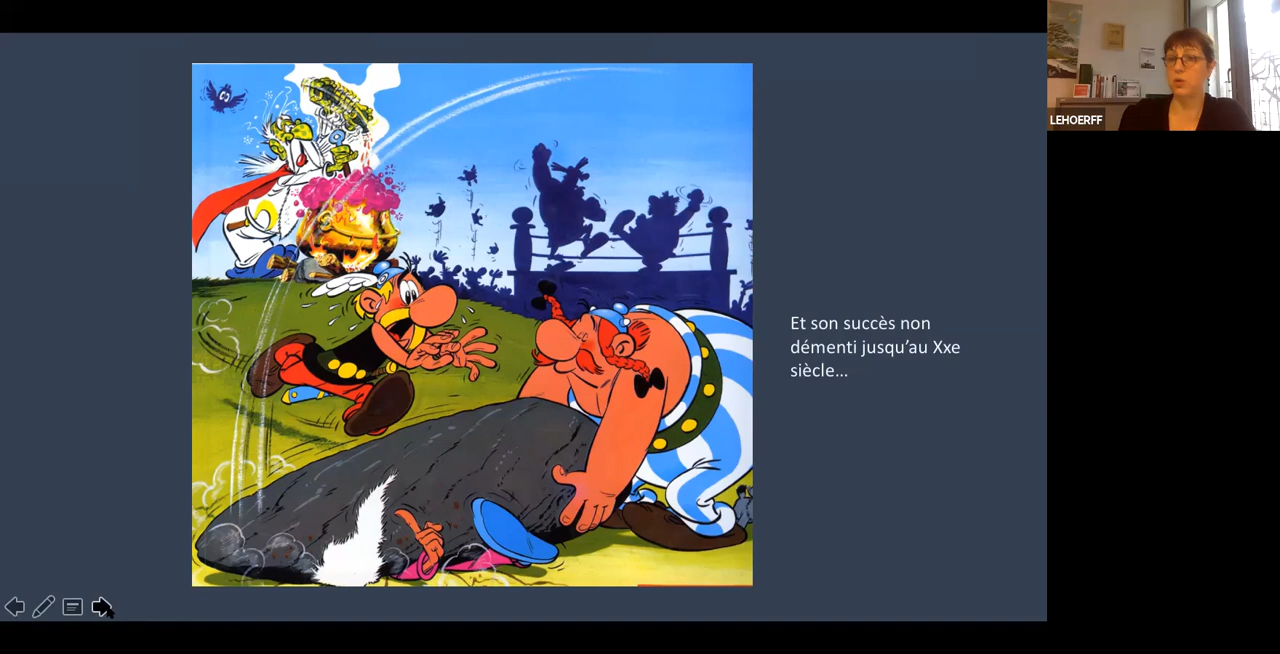 LEHOERFF
Et son succès non
démenti jusqu’au Xxe
siècle…